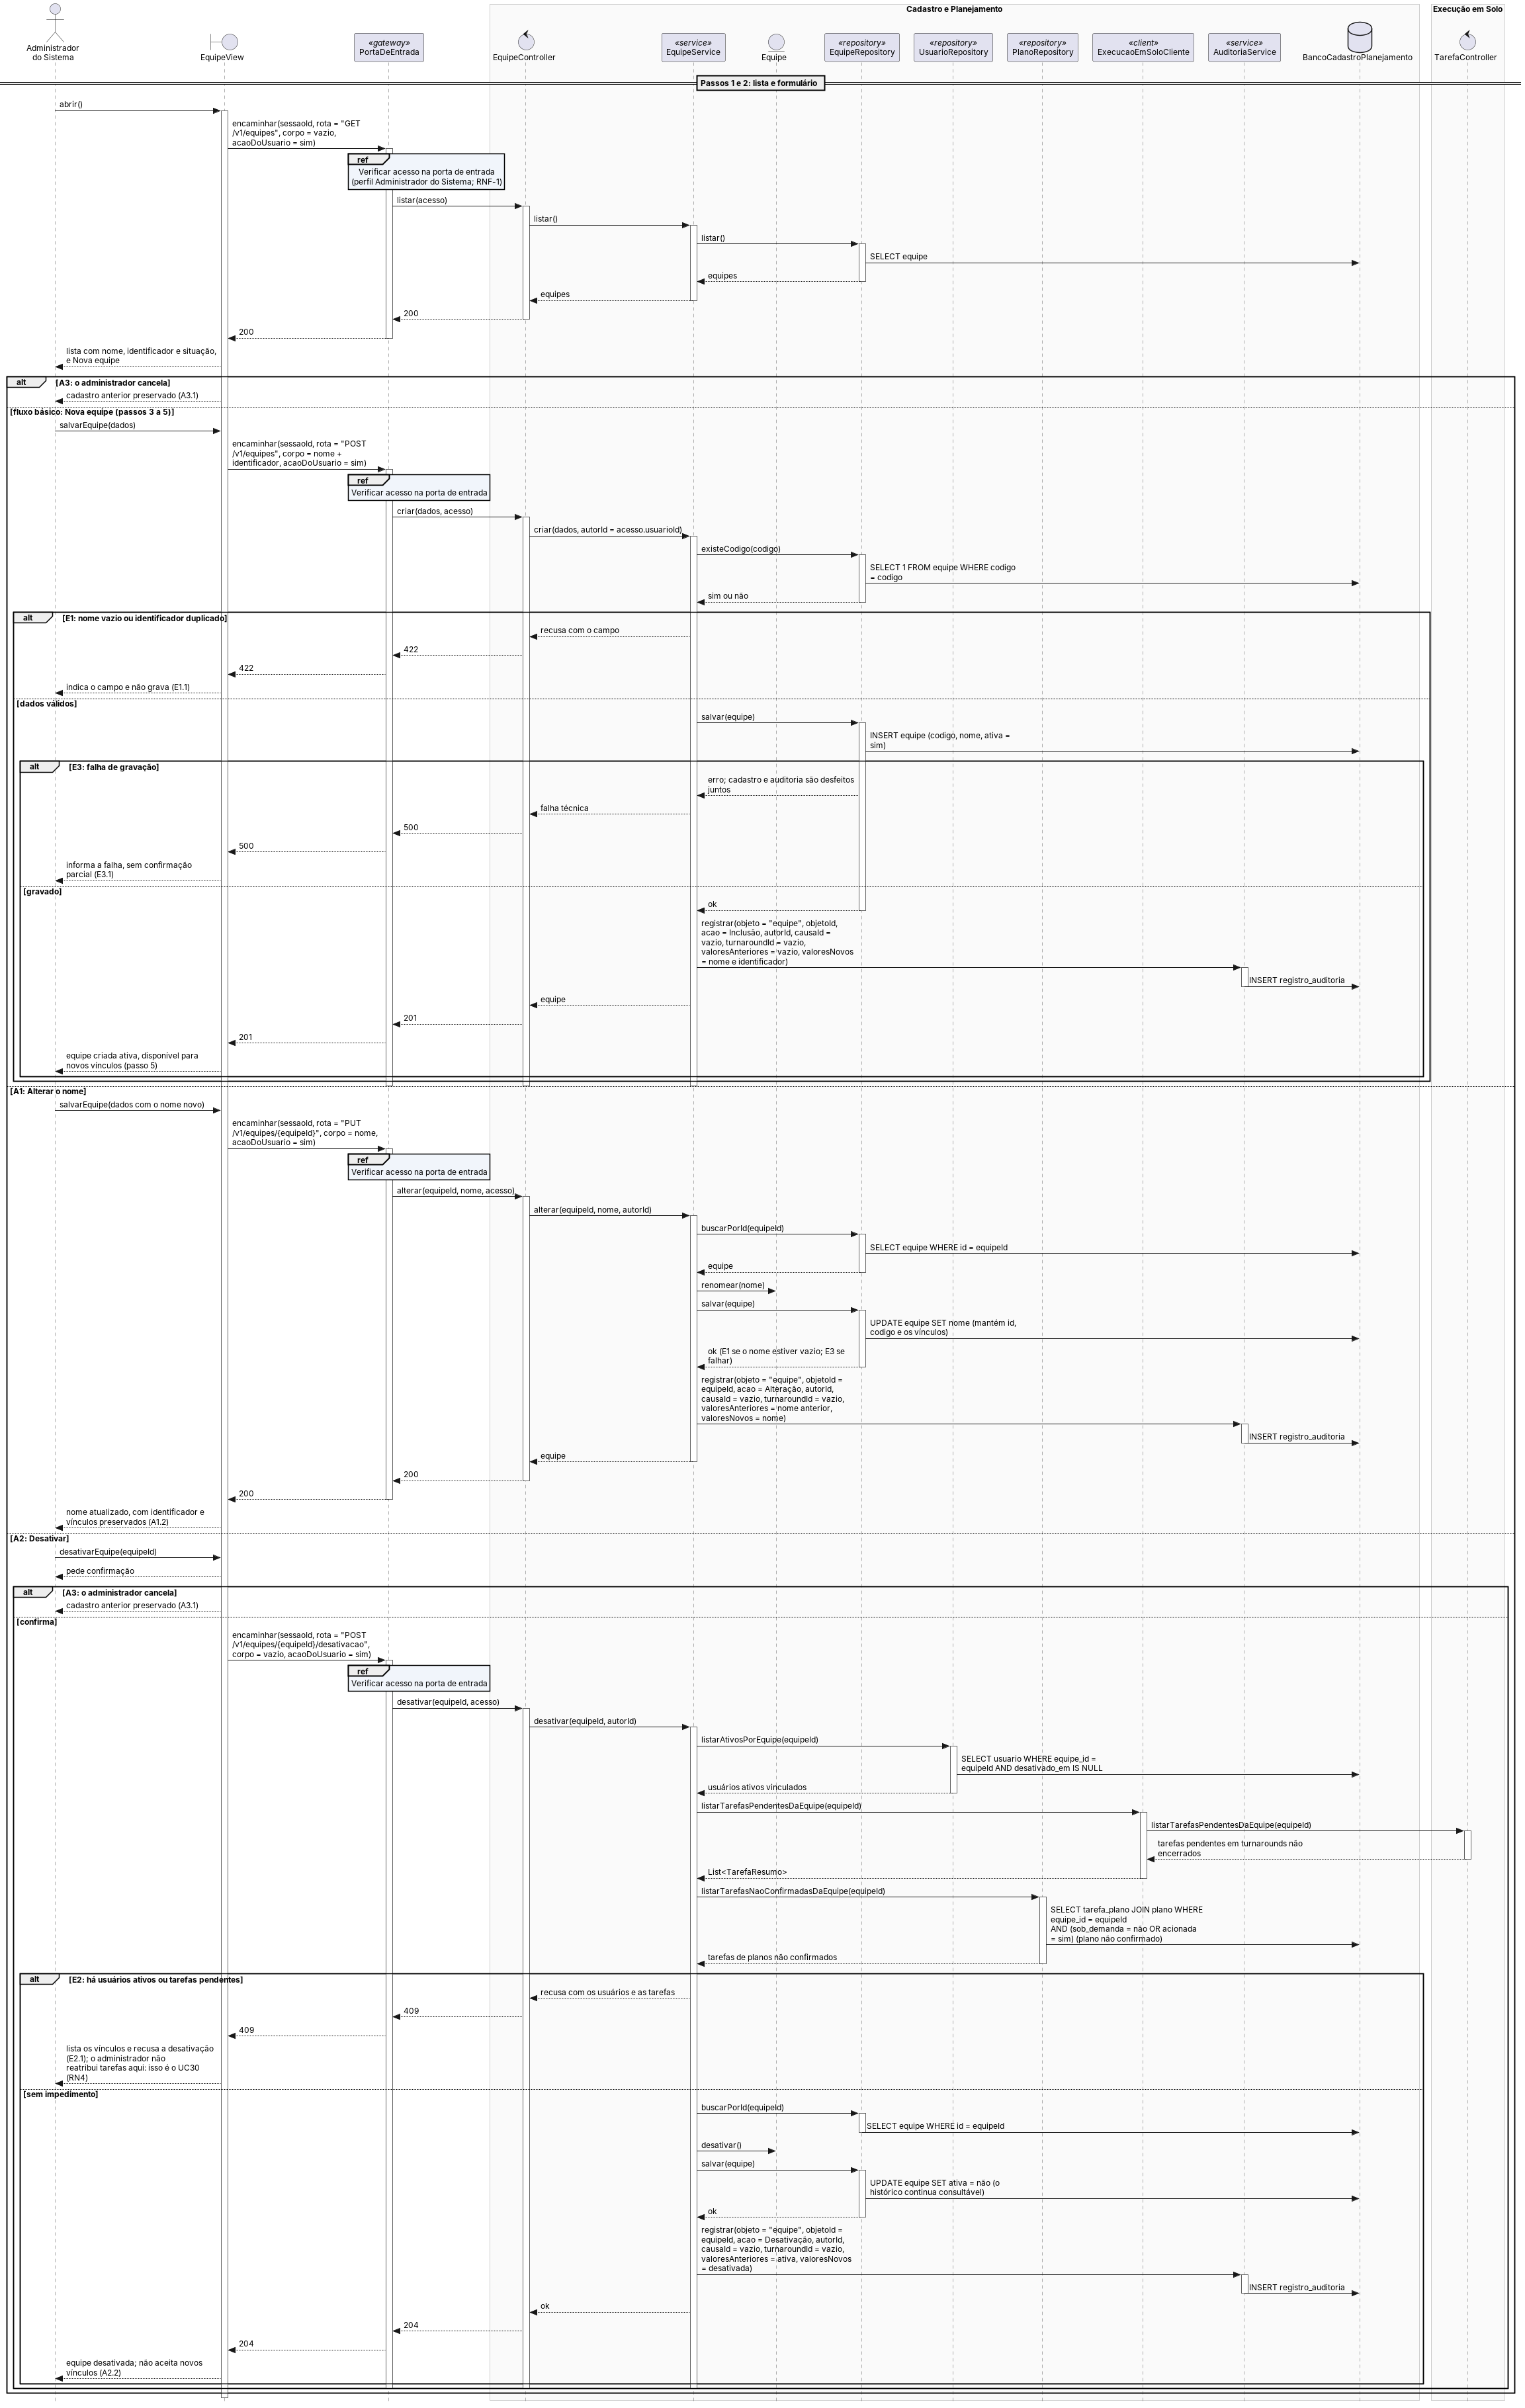 Cadastro e Planejamento
Execução em Solo
Administrador
do Sistema
EquipeView
«gateway»
PortaDeEntrada
EquipeController
«service»
EquipeService
Equipe
«repository»
EquipeRepository
«repository»
UsuarioRepository
«repository»
PlanoRepository
«client»
ExecucaoEmSoloCliente
«service»
AuditoriaService
BancoCadastroPlanejamento
TarefaController
Passos 1 e 2: lista e formulário
abrir()
encaminhar(sessaoId, rota = "GET
/v1/equipes", corpo = vazio,
acaoDoUsuario = sim)
ref
Verificar acesso na porta de entrada
(perfil Administrador do Sistema; RNF-1)
listar(acesso)
listar()
listar()
SELECT equipe
equipes
equipes
200
200
lista com nome, identificador e situação,
e Nova equipe
alt
[A3: o administrador cancela]
cadastro anterior preservado (A3.1)
[fluxo básico: Nova equipe (passos 3 a 5)]
salvarEquipe(dados)
encaminhar(sessaoId, rota = "POST
/v1/equipes", corpo = nome +
identificador, acaoDoUsuario = sim)
ref
Verificar acesso na porta de entrada
criar(dados, acesso)
criar(dados, autorId = acesso.usuarioId)
existeCodigo(codigo)
SELECT 1 FROM equipe WHERE codigo
= codigo
sim ou não
alt
[E1: nome vazio ou identificador duplicado]
recusa com o campo
422
422
indica o campo e não grava (E1.1)
[dados válidos]
salvar(equipe)
INSERT equipe (codigo, nome, ativa =
sim)
alt
[E3: falha de gravação]
erro; cadastro e auditoria são desfeitos
juntos
falha técnica
500
500
informa a falha, sem confirmação
parcial (E3.1)
[gravado]
ok
registrar(objeto = "equipe", objetoId,
acao = Inclusão, autorId, causaId =
vazio, turnaroundId = vazio,
valoresAnteriores = vazio, valoresNovos
= nome e identificador)
INSERT registro_auditoria
equipe
201
201
equipe criada ativa, disponível para
novos vínculos (passo 5)
[A1: Alterar o nome]
salvarEquipe(dados com o nome novo)
encaminhar(sessaoId, rota = "PUT
/v1/equipes/{equipeId}", corpo = nome,
acaoDoUsuario = sim)
ref
Verificar acesso na porta de entrada
alterar(equipeId, nome, acesso)
alterar(equipeId, nome, autorId)
buscarPorId(equipeId)
SELECT equipe WHERE id = equipeId
equipe
renomear(nome)
salvar(equipe)
UPDATE equipe SET nome (mantém id,
codigo e os vínculos)
ok (E1 se o nome estiver vazio; E3 se
falhar)
registrar(objeto = "equipe", objetoId =
equipeId, acao = Alteração, autorId,
causaId = vazio, turnaroundId = vazio,
valoresAnteriores = nome anterior,
valoresNovos = nome)
INSERT registro_auditoria
equipe
200
200
nome atualizado, com identificador e
vínculos preservados (A1.2)
[A2: Desativar]
desativarEquipe(equipeId)
pede confirmação
alt
[A3: o administrador cancela]
cadastro anterior preservado (A3.1)
[confirma]
encaminhar(sessaoId, rota = "POST
/v1/equipes/{equipeId}/desativacao",
corpo = vazio, acaoDoUsuario = sim)
ref
Verificar acesso na porta de entrada
desativar(equipeId, acesso)
desativar(equipeId, autorId)
listarAtivosPorEquipe(equipeId)
SELECT usuario WHERE equipe_id =
equipeId AND desativado_em IS NULL
usuários ativos vinculados
listarTarefasPendentesDaEquipe(equipeId)
listarTarefasPendentesDaEquipe(equipeId)
tarefas pendentes em turnarounds não
encerrados
List<TarefaResumo>
listarTarefasNaoConfirmadasDaEquipe(equipeId)
SELECT tarefa_plano JOIN plano WHERE
equipe_id = equipeId
AND (sob_demanda = não OR acionada
= sim) (plano não confirmado)
tarefas de planos não confirmados
alt
[E2: há usuários ativos ou tarefas pendentes]
recusa com os usuários e as tarefas
409
409
lista os vínculos e recusa a desativação
(E2.1); o administrador não
reatribui tarefas aqui: isso é o UC30
(RN4)
[sem impedimento]
buscarPorId(equipeId)
SELECT equipe WHERE id = equipeId
desativar()
salvar(equipe)
UPDATE equipe SET ativa = não (o
histórico continua consultável)
ok
registrar(objeto = "equipe", objetoId =
equipeId, acao = Desativação, autorId,
causaId = vazio, turnaroundId = vazio,
valoresAnteriores = ativa, valoresNovos
= desativada)
INSERT registro_auditoria
ok
204
204
equipe desativada; não aceita novos
vínculos (A2.2)